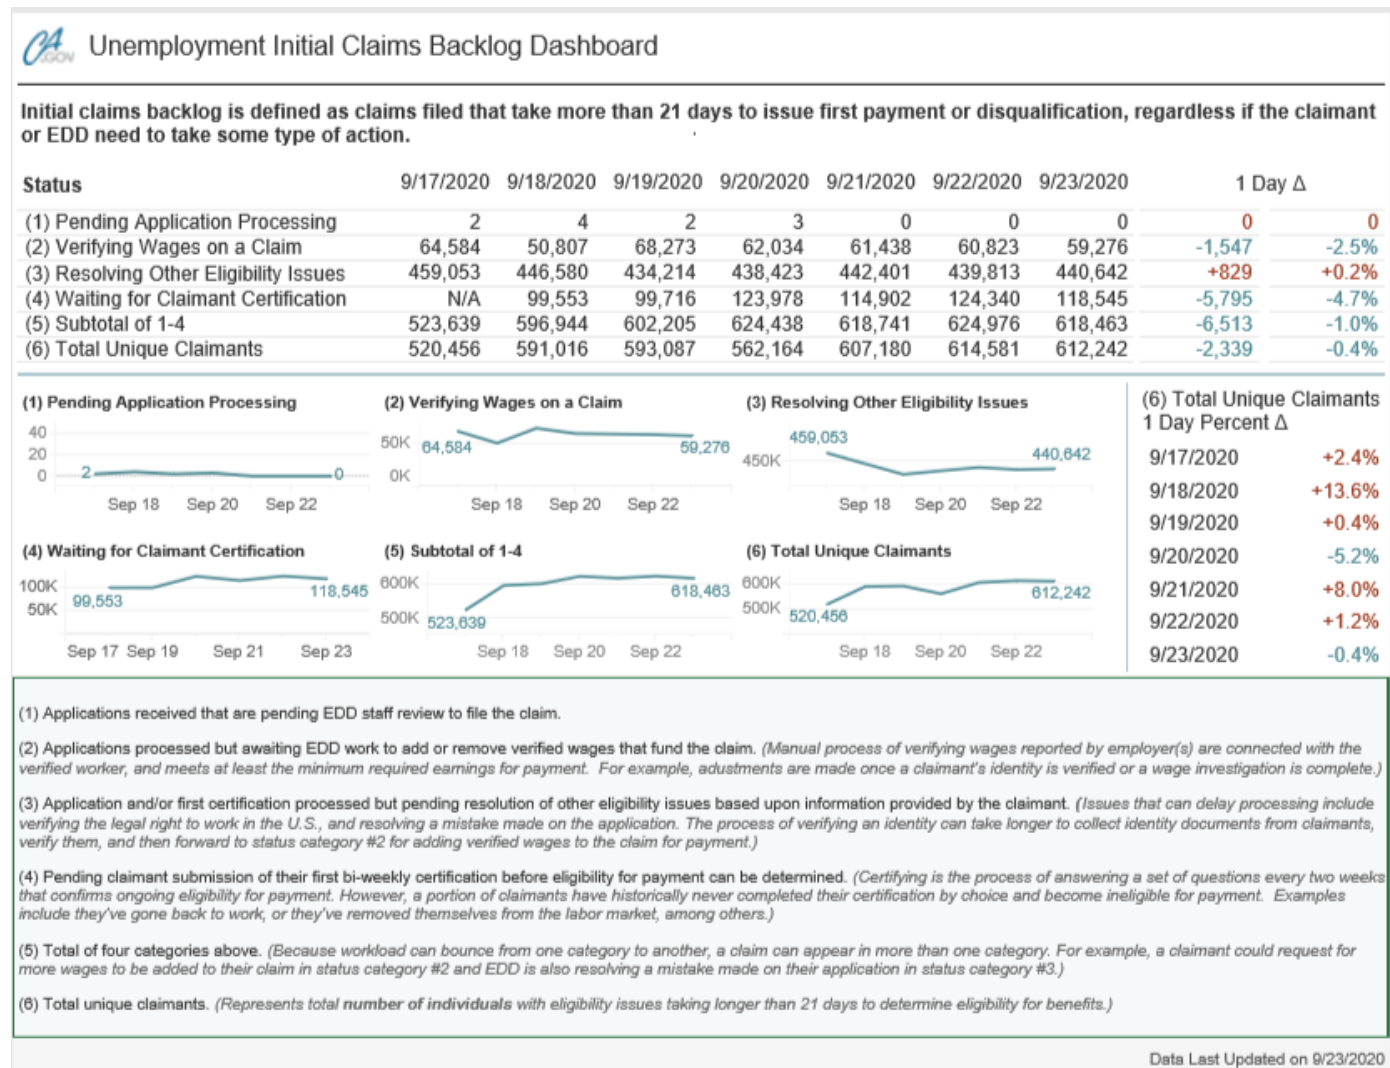 CA
.GOV
Unemployment Initial Claims Backlog Dashboard
Initial claims backlog is defined as claims filed that take more than 21 days to issue first payment or disqualification, regardless if the claimant
or EDD need to take some type of action.
Status 9/17/2020 9/18/2020 9/19/2020 9/20/2020 9/21/2020 9/22/2020 9/23/2020 1 Day Δ
(1) Pending Application Processing 2 4 2 3 0 0 0 0 0
(2) Verifying Wages on a Claim 64,584 50,807 68,273 62,034 61,438 60,823 59,276 -1,547 -2.5%
(3) Resolving Other Eligibility Issues 459,053 446,580 434,214 438,423 442,401 439,813 440,642 +829 +0.2%
(4) Waiting for Claimant Certification N/A 99,553 99,716 123,978 114,902 124,340 118,545 -5,795 -4.7%
(5) Subtotal of 1-4 523,639 596,944 602,205 624,438 618,741 624,976 618,463 -6,513 -1.0%
(6) Total Unique Claimants 520,456 591,016 593,087 562,164 607,180 614,581 612,242 -2,339 -0.4%
(1) Pending Application Processing
40
20
0
2
0
Sep 18 Sep 20 Sep 22
(2) Verifying Wages on a Claim
50K
0K
64,584
59,276
Sep 18 Sep 20 Sep 22
(3) Resolving Other Eligibility Issues
459,053
450K
440,642
Sep 18 Sep 20 Sep 22
(4) Waiting for Claimant Certification
100K
50K
99,553
118,545
Sep 17 Sep 19 Sep 21 Sep 23
(5) Subtotal of 1-4
600K
500K
523,639
618,463
Sep 18 Sep 20 Sep 22
(6) Total Unique Claimants
600K
500K
520,456
612,242
Sep 18 Sep 20 Sep 22
(6) Total Unique Claimants
1 Day Percent Δ
9/17/2020 +2.4%
9/18/2020 +13.6%
9/19/2020 +0.4%
9/20/2020 -5.2%
9/21/2020 +8.0%
9/22/2020 +1.2%
9/23/2020 -0.4%
(1) Applications received that are pending EDD staff review to file the claim.
(2) Applications processed but awaiting EDD work to add or remove verified wages that fund the claim. (Manual process of verifying wages reported by employer(s) are connected with the
verified worker, and meets at least the minimum required earnings for payment. For example, adustments are made once a claimant's identity is verified or a wage investigation is complete.)
(3) Application and/or first certification processed but pending resolution of other eligibility issues based upon information provided by the claimant. (Issues that can delay processing include
verifying the legal right to work in the U.S., and resolving a mistake made on the application. The process of verifying an identity can take longer to collect identity documents from claimants,
verify them, and then forward to status category #2 for adding verified wages to the claim for payment.)
(4) Pending claimant submission of their first bi-weekly certification before eligibility for payment can be determined. (Certifying is the process of answering a set of questions every two weeks
that confirms ongoing eligibility for payment. However, a portion of claimants have historically never completed their certification by choice and become ineligible for payment. Examples
include they've gone back to work, or they've removed themselves from the labor market, among others.)
(5) Total of four categories above. (Because workload can bounce from one category to another, a claim can appear in more than one category. For example, a claimant could request for
more wages to be added to their claim in status category #2 and EDD is also resolving a mistake made on their application in status category #3.)
(6) Total unique claimants. (Represents total number of individuals with eligibility issues taking longer than 21 days to determine eligibility for benefits.)
Data Last Updated on 9/23/2020